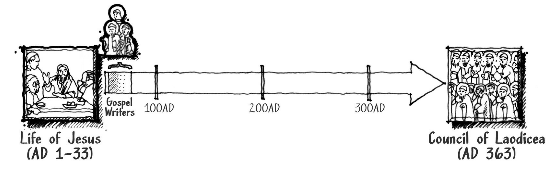 Gospel
Writers
100AD
200AD
300AD
Life of Jesus
(AD 1-33)
Council of Laodicea
(AD 363)